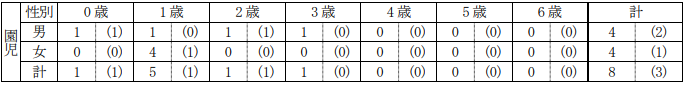 園児 性別 0歳 1歳 2歳 3歳 4歳 5歳 6歳 計
男 1 (1) 1 (0) 1 (1) 1 (0) 0 (0) 0 (0) 0 (0) 4 (2)
女 0 (0) 4 (1) 0 (0) 0 (0) 0 (0) 0 (0) 0 (0) 4 (1)
計 1 (1) 5 (1) 1 (1) 1 (0) 0 (0) 0 (0) 0 (0) 8 (3)